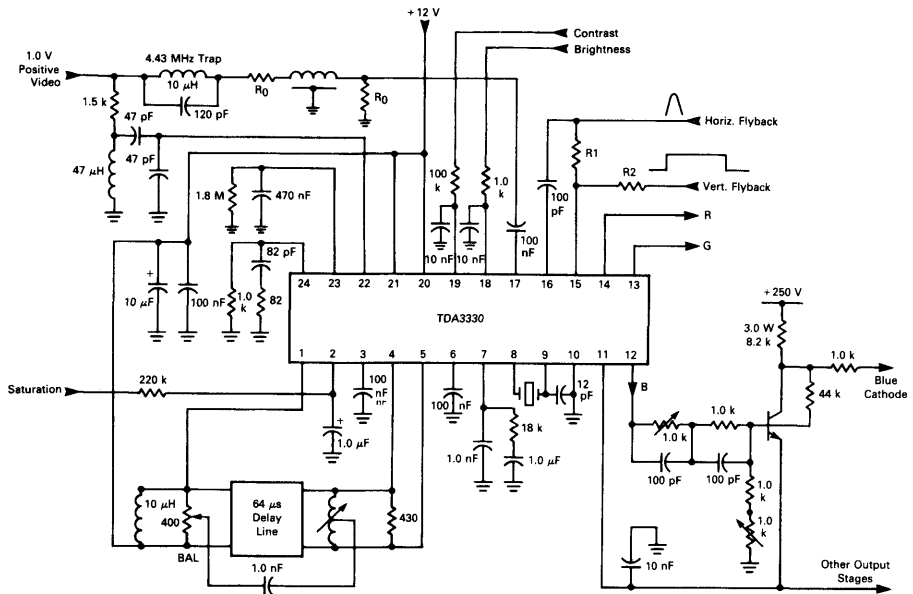 + 12 V
Contrast
Brightness
1.0 V
Positive
Video
4.43 MHz Trap
10 µH
120 pF
R0
R0
1.5 k
47 pF
47 pF
47 µH
Horiz. Flyback
R1
R2
Vert. Flyback
R
G
1.8 M
470 nF
100
k
1.0
k
100
pF
100
nF
10 nF
10 nF
+
10 µF
100 nF
82 pF
1.0
k
82
24 23 22 21 20 19 18 17 16 15 14 13
TDA3330
1 2 3 4 5 6 7 8 9 10 11 12
+ 250 V
3.0 W
8.2 k
1.0 k
Blue
Cathode
44 k
Saturation
220 k
+
1.0 µF
100
nF
nF
100 nF
12
pF
B
18 k
1.0 nF
1.0 µF
1.0 k
1.0 k
100 pF
100 pF
1.0
k
1.0
k
10 µH
400
BAL
64 µs
Delay
Line
430
1.0 nF
10 nF
Other Output
Stages